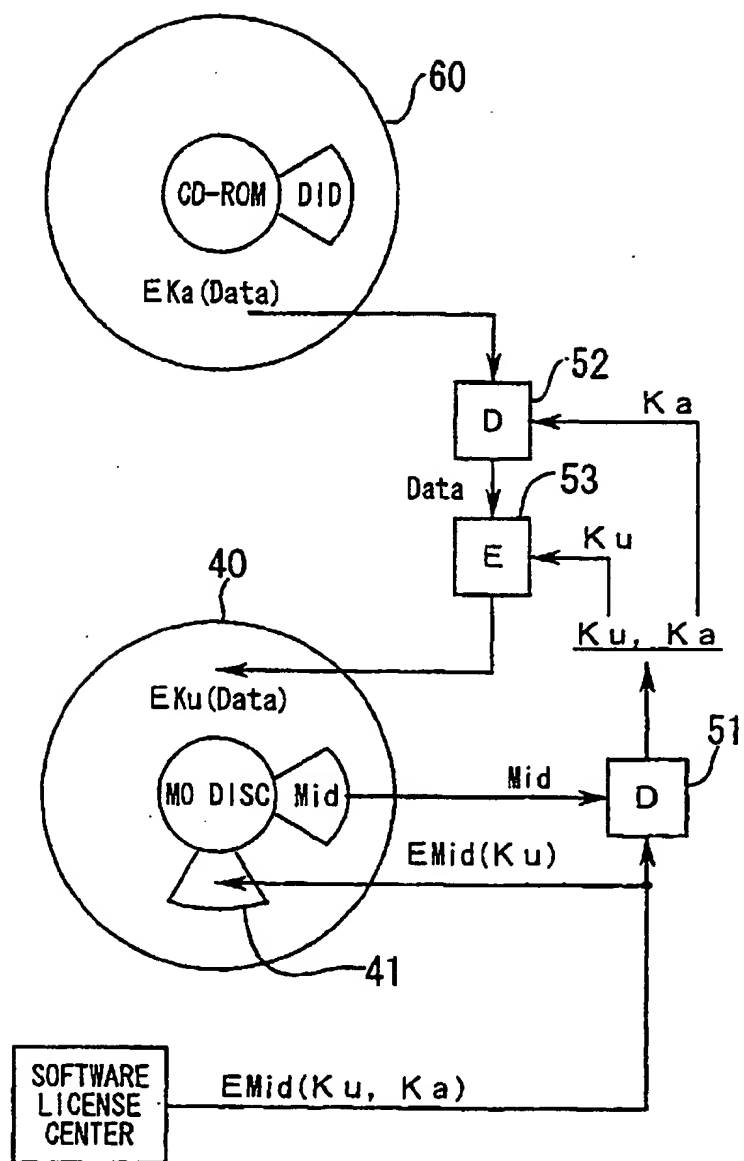 60
CD-ROM DID
EKa(Data)
52
D
Ka
Data
53
E
Ku
40
Ku, Ka
EKu(Data)
51
MO DISC Mid
Mid
D
EMid(Ku)
41
SOFTWARE
LICENSE
CENTER
EMid(Ku, Ka)